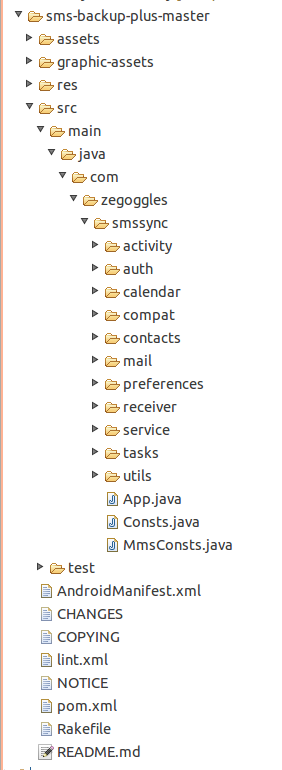 sms-backup-plus-master
assets
graphic-assets
res
src
main
java
com
zegoggles
smssync
activity
auth
calendar
compat
contacts
mail
preferences
receiver
service
tasks
utils
App.java
Consts.java
MmsConsts.java
test
AndroidManifest.xml
CHANGES
COPYING
lint.xml
NOTICE
pom.xml
Rakefile
README.md